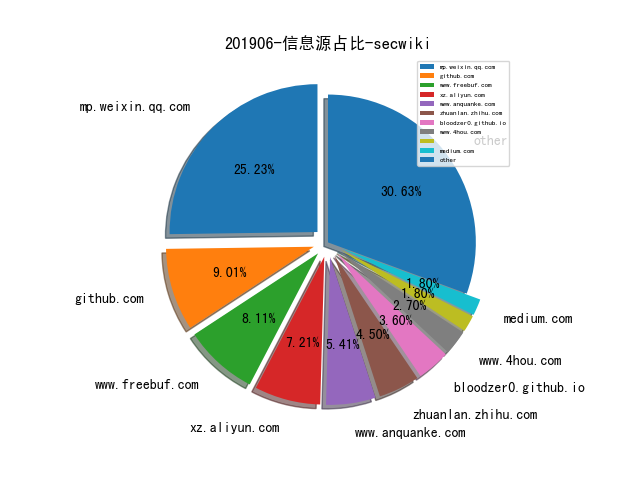 201906-信息源占比-secwiki
mp.weixin.qq.com
github.com
www.freebuf.com
xz.aliyun.com
www.anquanke.com
zhuanlan.zhihu.com
bloodzer0.github.io
www.4hou.com
medium.com
other
mp.weixin.qq.com
other
25.23%
30.63%
9.01%
github.com
8.11%
7.21%
5.41%
4.50%
3.60%
2.70%
1.80%
1.80%
medium.com
www.4hou.com
www.freebuf.com
bloodzer0.github.io
zhuanlan.zhihu.com
xz.aliyun.com
www.anquanke.com